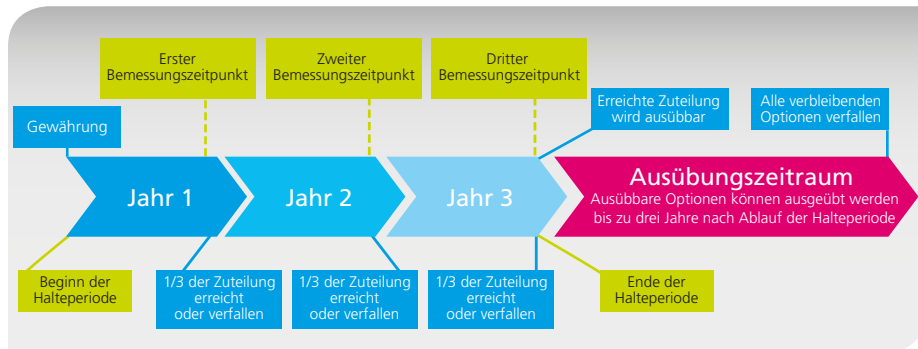 Erster
Bemessungszeitpunkt
Zweiter
Bemessungszeitpunkt
Dritter
Bemessungszeitpunkt
Gewährung
Erreichte Zuteilung
wird ausübbar
Alle verbleibenden
Optionen verfallen
Jahr 1
Jahr 2
Jahr 3
Ausübungszeitraum
Ausübbare Optionen können ausgeübt werden
bis zu drei Jahre nach Ablauf der Halteperiode
Beginn der
Halteperiode
1/3 der Zuteilung
erreicht
oder verfallen
1/3 der Zuteilung
erreicht
oder verfallen
1/3 der Zuteilung
erreicht
oder verfallen
Ende der
Halteperiode